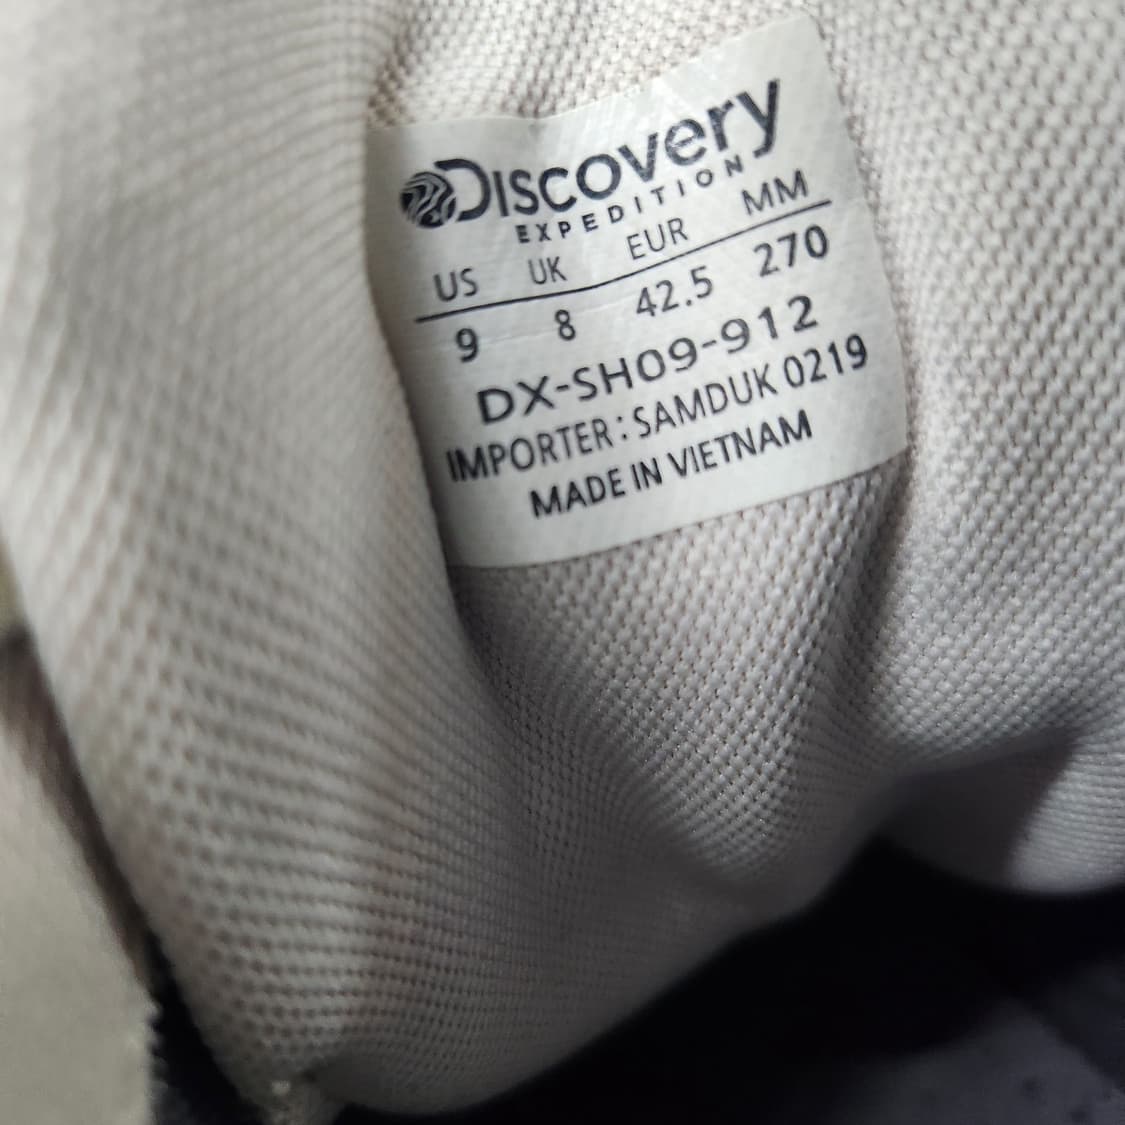 DISCOVERY
EXPEDITION
US UK EUR MM
9 8 42.5 270
DX-SH09-912
IMPORTER : SAMDUK 0219
MADE IN VIETNAM